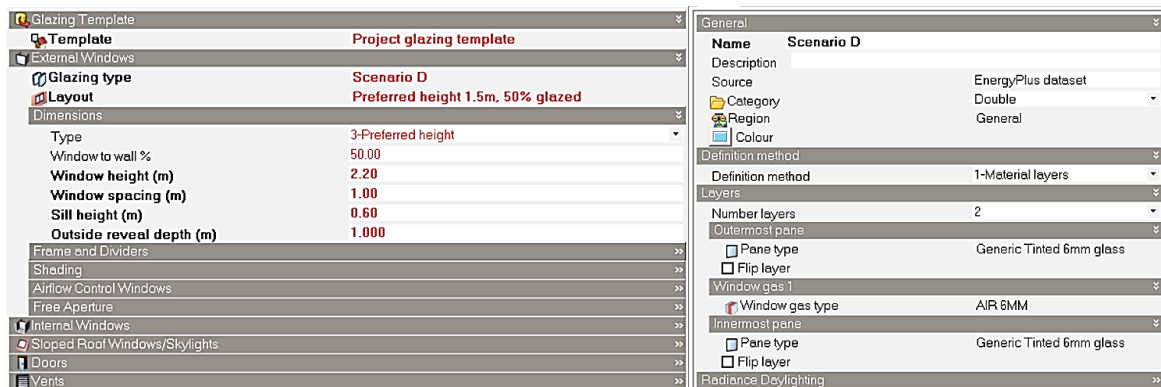 Glazing Template
Template Project glazing template
External Windows
Glazing type Scenario D
Layout Preferred height 1.5m, 50% glazed
Dimensions
Type 3-Preferred height
Window to wall % 50.00
Window height (m) 2.20
Window spacing (m) 1.00
Sill height (m) 0.60
Outside reveal depth (m) 1.000
Frame and Dividers
Shading
Airflow Control Windows
Free Aperture
Internal Windows
Sloped Roof Windows/Skylights
Doors
Vents
General
Name Scenario D
Description
Source EnergyPlus dataset
Category Double
Region General
Colour
Definition method
Definition method 1-Material layers
Layers
Number layers 2
Outermost pane
Pane type Generic Tinted 6mm glass
Flip layer
Window gas 1
Window gas type AIR 6MM
Innermost pane
Pane type Generic Tinted 6mm glass
Flip layer
Radiance Daylighting